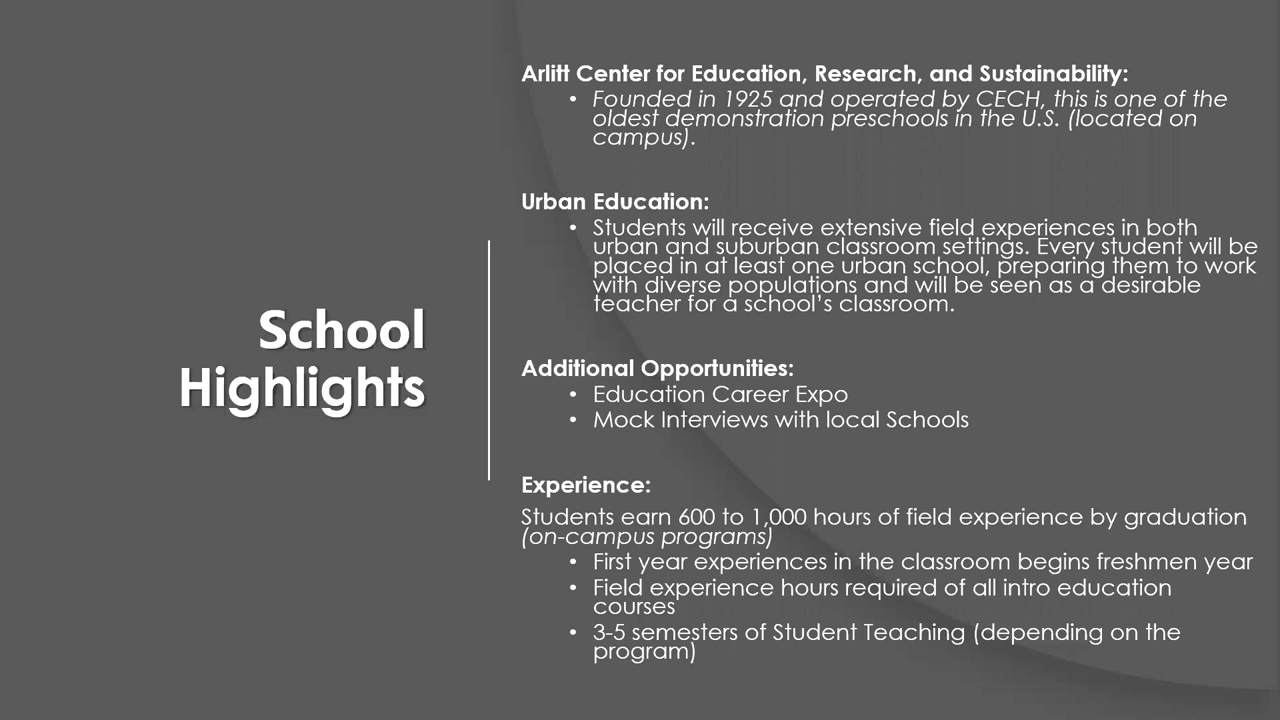 School
Highlights
Arlitt Center for Education, Research, and Sustainability:
• Founded in 1925 and operated by CECH, this is one of the
oldest demonstration preschools in the U.S. (located on
campus).
Urban Education:
• Students will receive extensive field experiences in both
urban and suburban classroom settings. Every student will be
placed in at least one urban school, preparing them to work
with diverse populations and will be seen as a desirable
teacher for a school’s classroom.
Additional Opportunities:
• Education Career Expo
• Mock Interviews with local Schools
Experience:
Students earn 600 to 1,000 hours of field experience by graduation
(on-campus programs)
• First year experiences in the classroom begins freshmen year
• Field experience hours required of all intro education
courses
• 3-5 semesters of Student Teaching (depending on the
program)